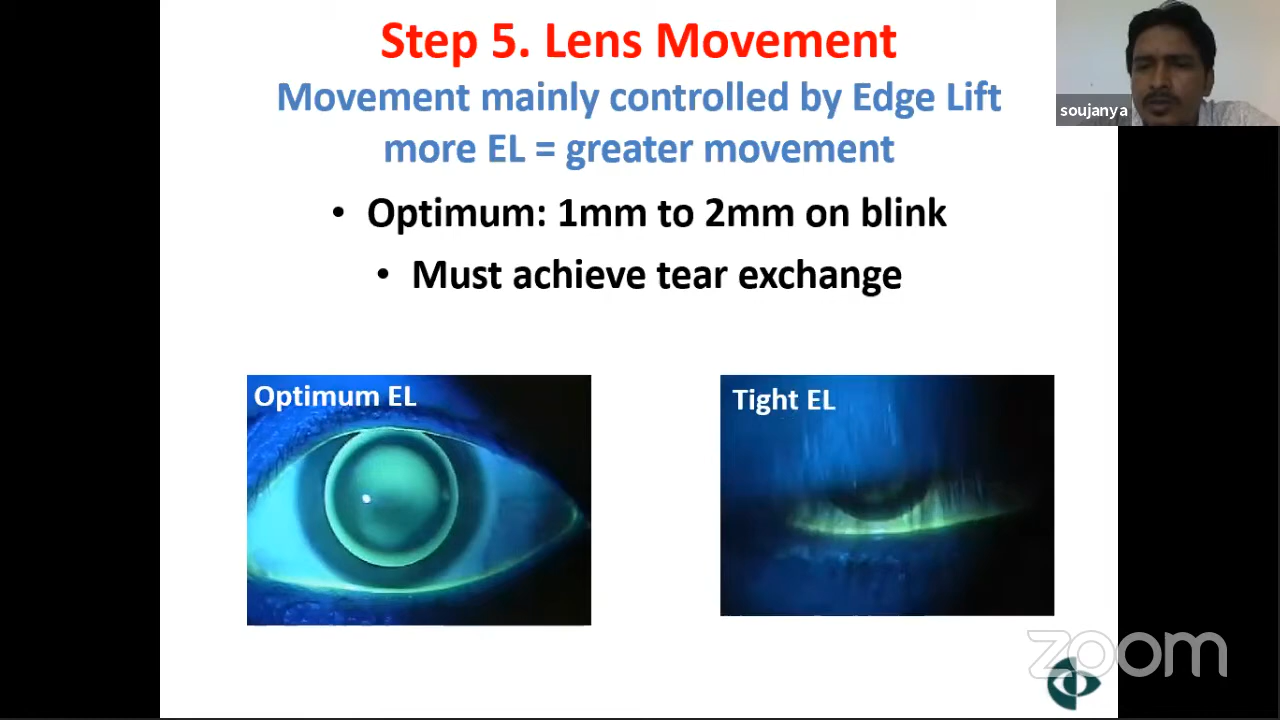 Step 5. Lens Movement
Movement mainly controlled by Edge Lift
more EL = greater movement
• Optimum: 1mm to 2mm on blink
• Must achieve tear exchange
Optimum EL
Tight EL
soujanya
zoom